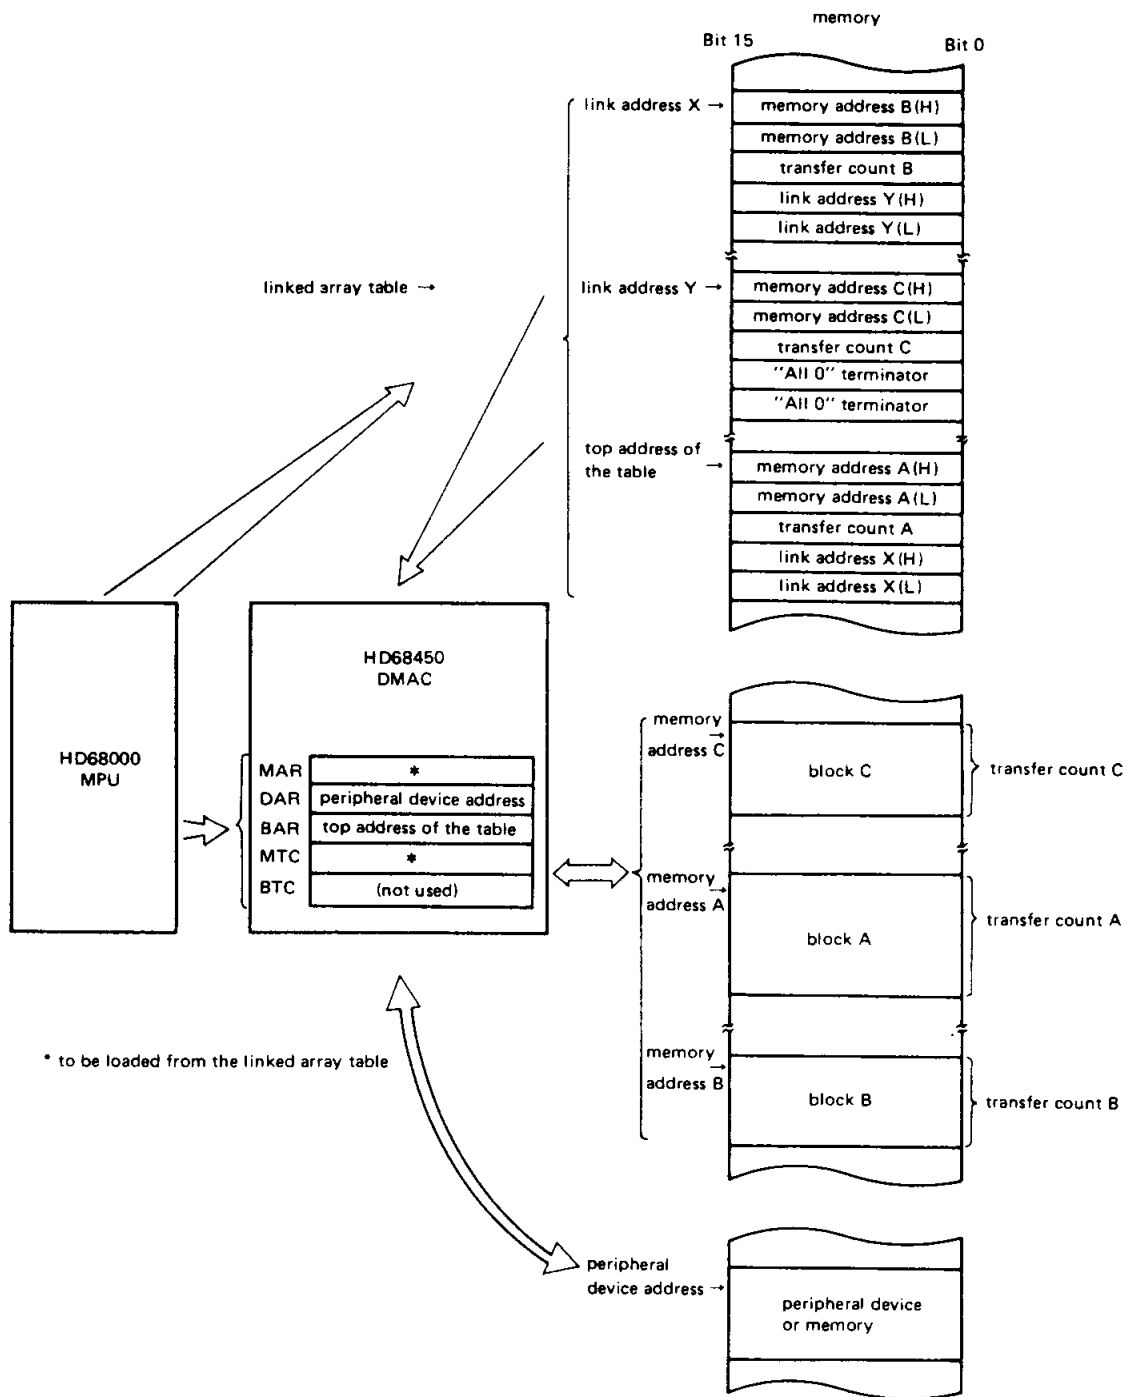 memory
Bit 15
Bit 0
link address X →
memory address B(H)
memory address B(L)
transfer count B
link address Y(H)
link address Y(L)
linked array table →
link address Y →
memory address C(H)
memory address C(L)
transfer count C
"All 0" terminator
"All 0" terminator
top address of
the table →
memory address A(H)
memory address A(L)
transfer count A
link address X(H)
link address X(L)
HD68000
MPU
HD68450
DMAC
MAR *
DAR peripheral device address
BAR top address of the table
MTC *
BTC (not used)
memory
address C →
block C
transfer count C
memory
address A →
block A
transfer count A
memory
address B →
block B
transfer count B
* to be loaded from the linked array table
peripheral
device address →
peripheral device
or memory